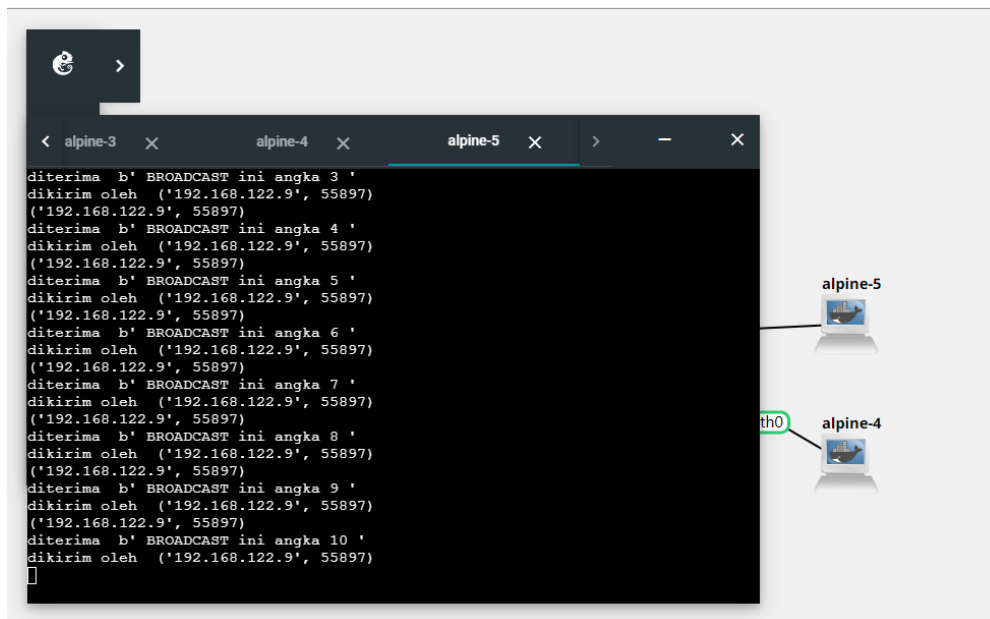 alpine-3
alpine-4
alpine-5
diterima  b' BROADCAST ini angka 3 '
dikirim oleh  ('192.168.122.9', 55897)
('192.168.122.9', 55897)
diterima  b' BROADCAST ini angka 4 '
dikirim oleh  ('192.168.122.9', 55897)
('192.168.122.9', 55897)
diterima  b' BROADCAST ini angka 5 '
dikirim oleh  ('192.168.122.9', 55897)
('192.168.122.9', 55897)
diterima  b' BROADCAST ini angka 6 '
dikirim oleh  ('192.168.122.9', 55897)
('192.168.122.9', 55897)
diterima  b' BROADCAST ini angka 7 '
dikirim oleh  ('192.168.122.9', 55897)
('192.168.122.9', 55897)
diterima  b' BROADCAST ini angka 8 '
dikirim oleh  ('192.168.122.9', 55897)
('192.168.122.9', 55897)
diterima  b' BROADCAST ini angka 9 '
dikirim oleh  ('192.168.122.9', 55897)
('192.168.122.9', 55897)
diterima  b' BROADCAST ini angka 10 '
dikirim oleh  ('192.168.122.9', 55897)
alpine-5
th0
alpine-4